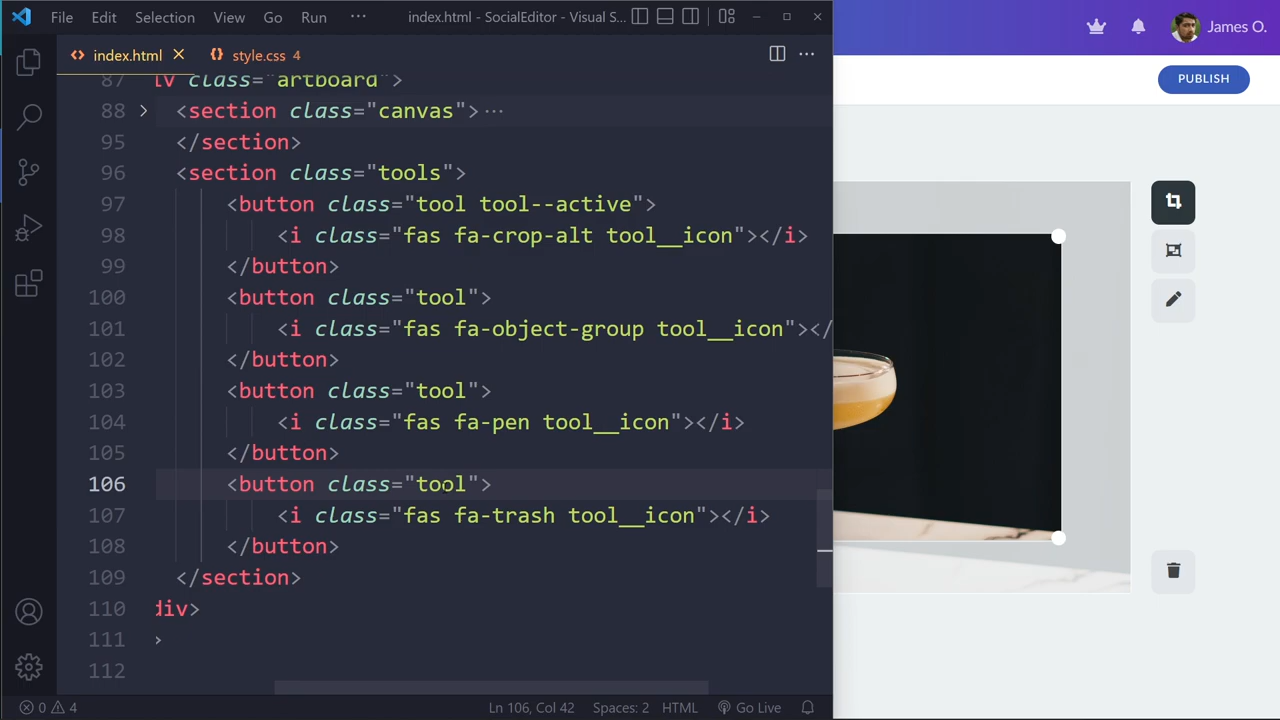 File Edit Selection View Go Run ··· index.html - SocialEditor - Visual S...
James O.
index.html style.css 4
PUBLISH
87 iv class="artboard">
88 <section class="canvas">···
95 </section>
96 <section class="tools">
97 <button class="tool tool--active">
98 <i class="fas fa-crop-alt tool__icon"></i>
99 </button>
100 <button class="tool">
101 <i class="fas fa-object-group tool__icon"></
102 </button>
103 <button class="tool">
104 <i class="fas fa-pen tool__icon"></i>
105 </button>
106 <button class="tool">
107 <i class="fas fa-trash tool__icon"></i>
108 </button>
109 </section>
110 div>
111 >
112
0 4 Ln 106, Col 42 Spaces: 2 HTML Go Live